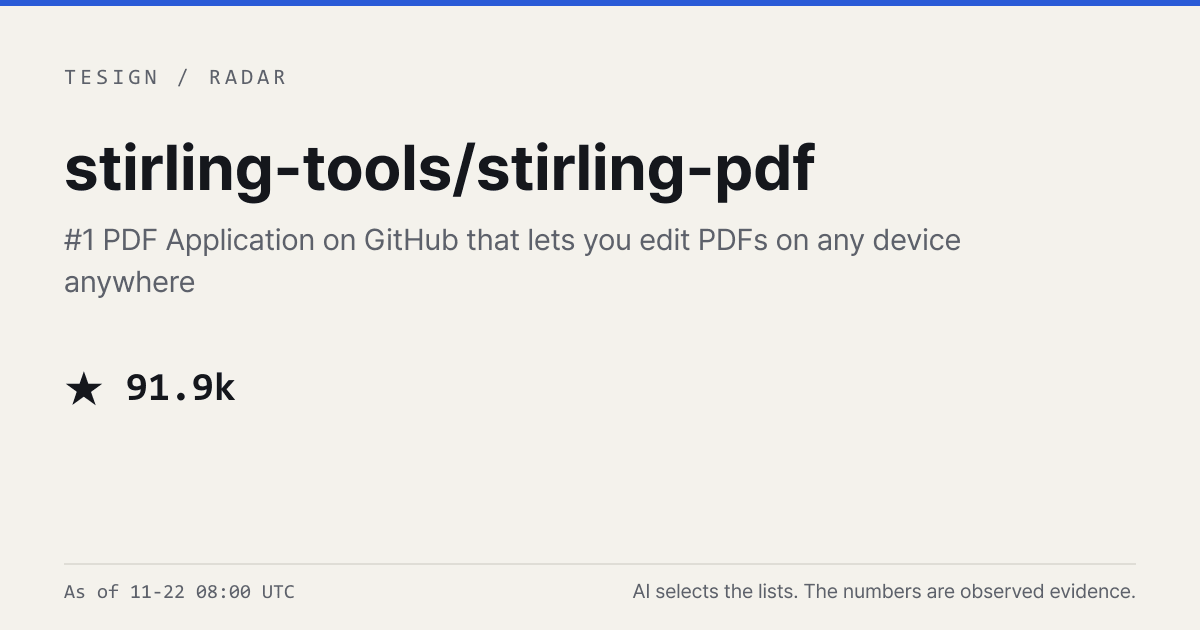 TESIGN / RADAR
stirling-tools/stirling-pdf
#1 PDF Application on GitHub that lets you edit PDFs on any device
anywhere
★ 91.9k
As of 11-22 08:00 UTC
AI selects the lists. The numbers are observed evidence.